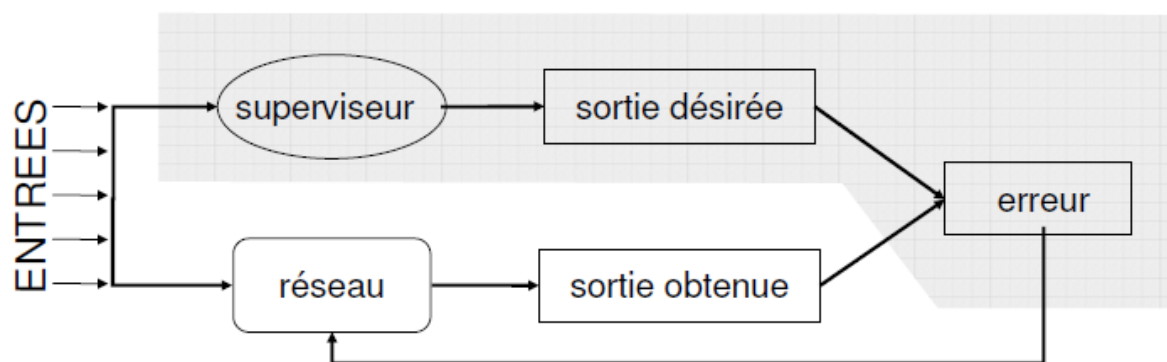 ENTREES
superviseur
sortie désirée
erreur
réseau
sortie obtenue